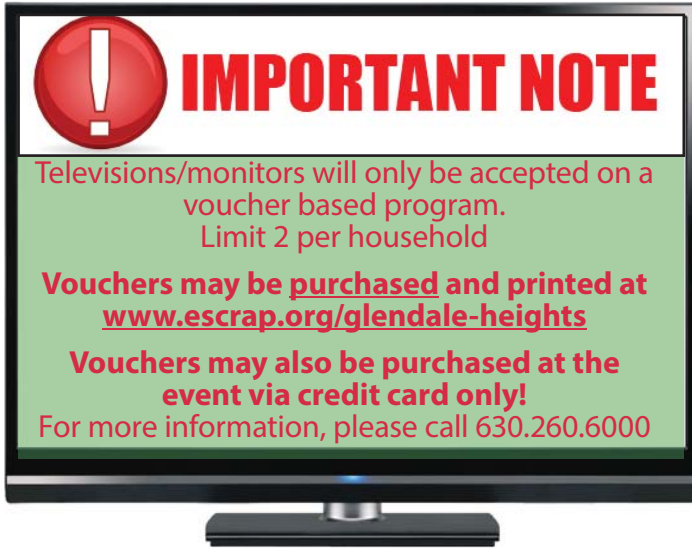 IMPORTANT NOTE
Televisions/monitors will only be accepted on a
voucher based program.
Limit 2 per household
Vouchers may be purchased and printed at
www.escrap.org/glendale-heights
Vouchers may also be purchased at the
event via credit card only!
For more information, please call 630.260.6000